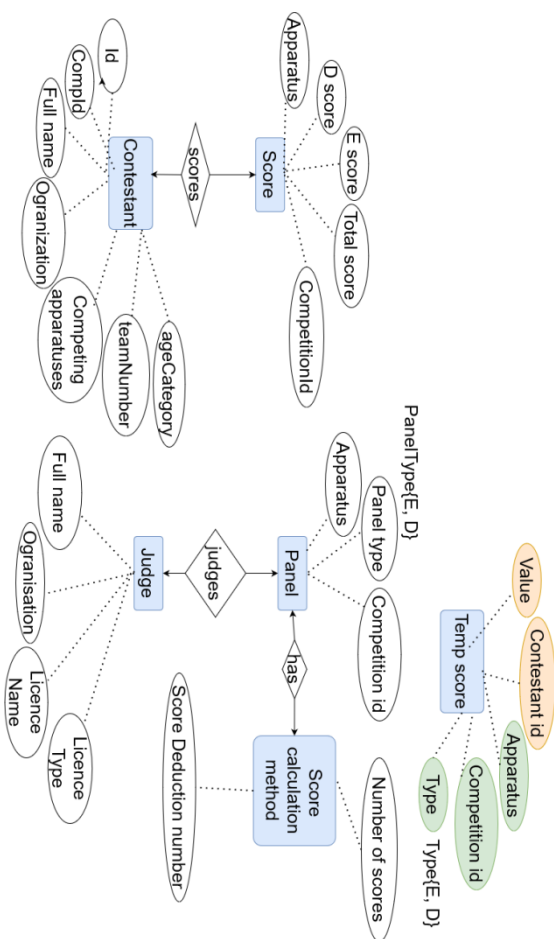 Contestant id
Value
Temp score
Apparatus
Competition id
Type
Type{E, D}
PanelType{E, D}
Panel type
Apparatus
Competition id
Panel
Number of scores
has
Score
calculation
method
Score Deduction number
judges
Judge
Full name
Ogranisation
Licence
Name
Licence
Type
E score
D score
Total score
Apparatus
CompetitionId
Score
scores
Contestant
Id
CompId
Full name
Ogranization
Competing
apparatuses
teamNumber
ageCategory